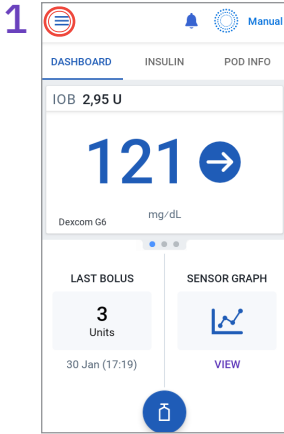 1
Manual
DASHBOARD INSULIN POD INFO
IOB 2,95 U
121
mg/dL
Dexcom G6
LAST BOLUS SENSOR GRAPH
3
Units
30 Jan (17:19) VIEW